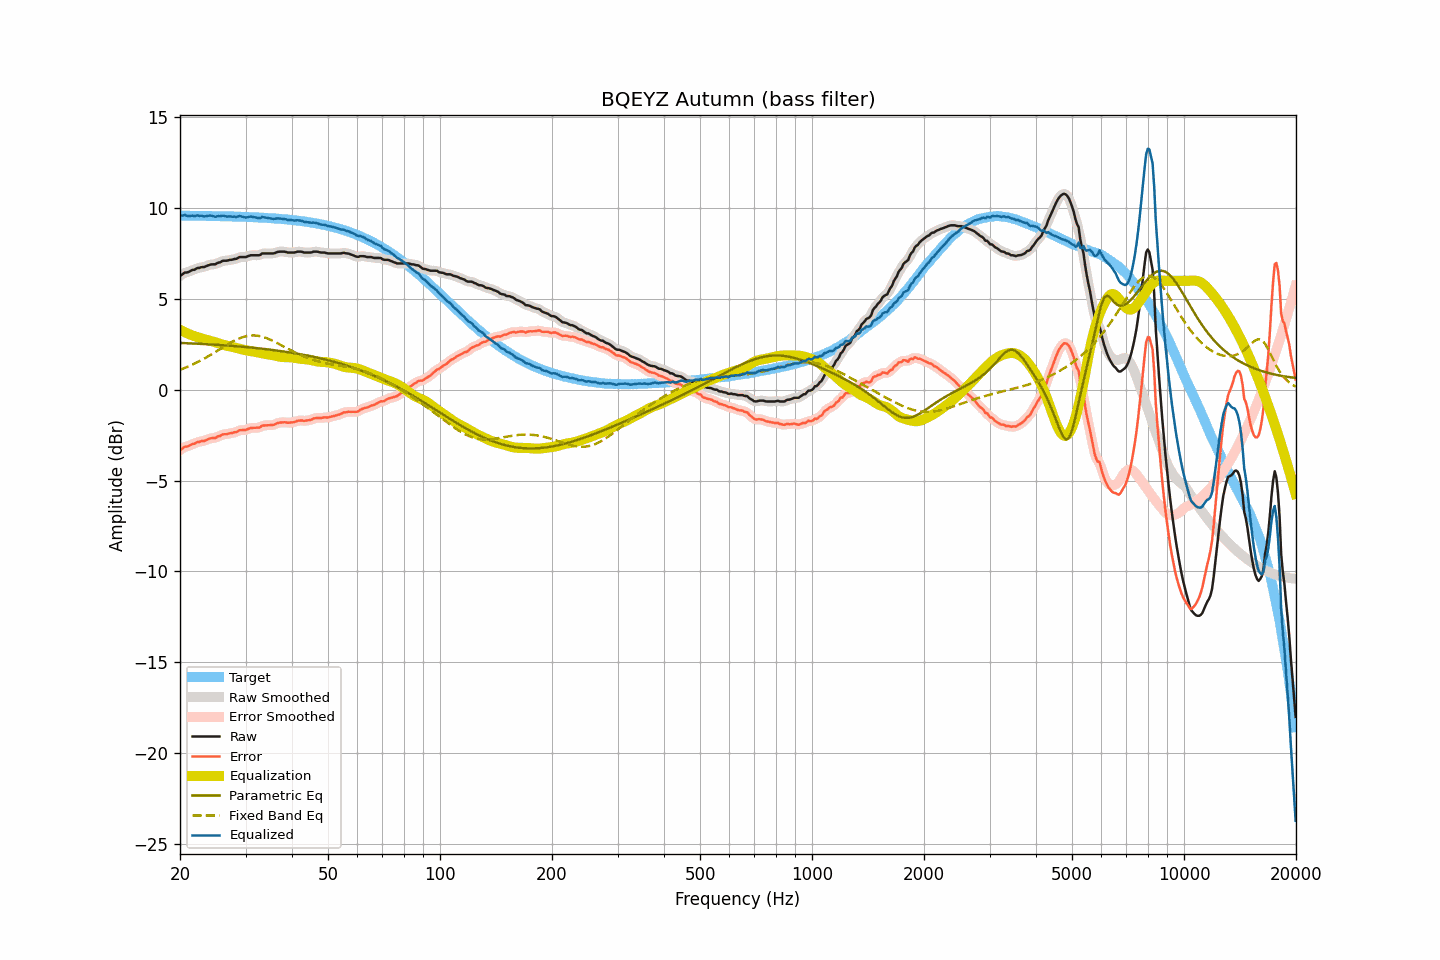 BQEYZ Autumn (bass filter)
15
10
5
0
−5
−10
−15
−20
−25
Amplitude (dBr)
Target
Raw Smoothed
Error Smoothed
Raw
Error
Equalization
Parametric Eq
Fixed Band Eq
Equalized
20 50 100 200 500 1000 2000 5000 10000 20000
Frequency (Hz)